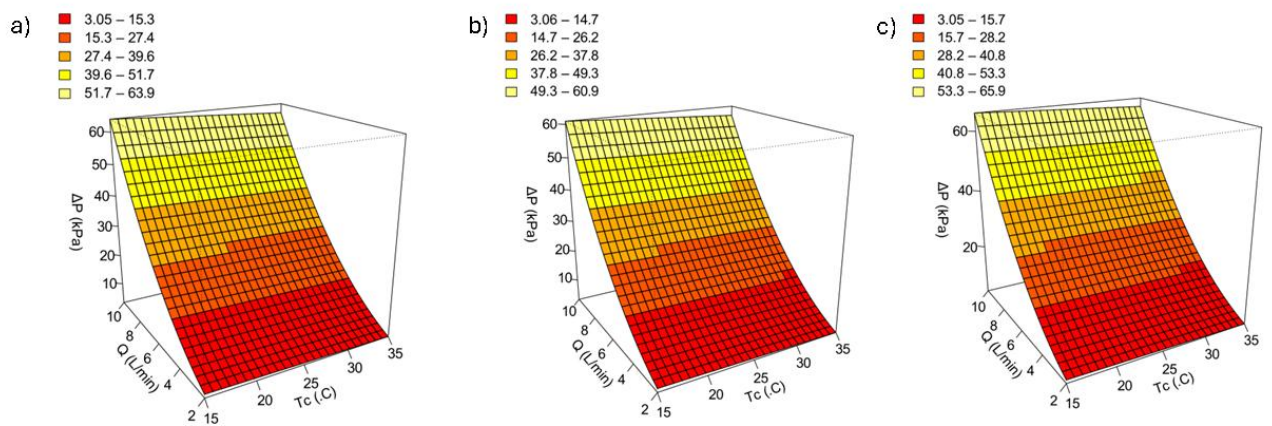 a)
3.05 – 15.3
15.3 – 27.4
27.4 – 39.6
39.6 – 51.7
51.7 – 63.9
60
50
40
30
20
10
ΔP (kPa)
10
8
6
4
2
Q (L/min)
15
20
25
30
35
Tc (.C)
b)
3.06 – 14.7
14.7 – 26.2
26.2 – 37.8
37.8 – 49.3
49.3 – 60.9
60
50
40
30
20
10
ΔP (kPa)
10
8
6
4
2
Q (L/min)
15
20
25
30
35
Tc (.C)
c)
3.05 – 15.7
15.7 – 28.2
28.2 – 40.8
40.8 – 53.3
53.3 – 65.9
60
40
20
ΔP (kPa)
10
8
6
4
2
Q (L/min)
15
20
25
30
35
Tc (.C)